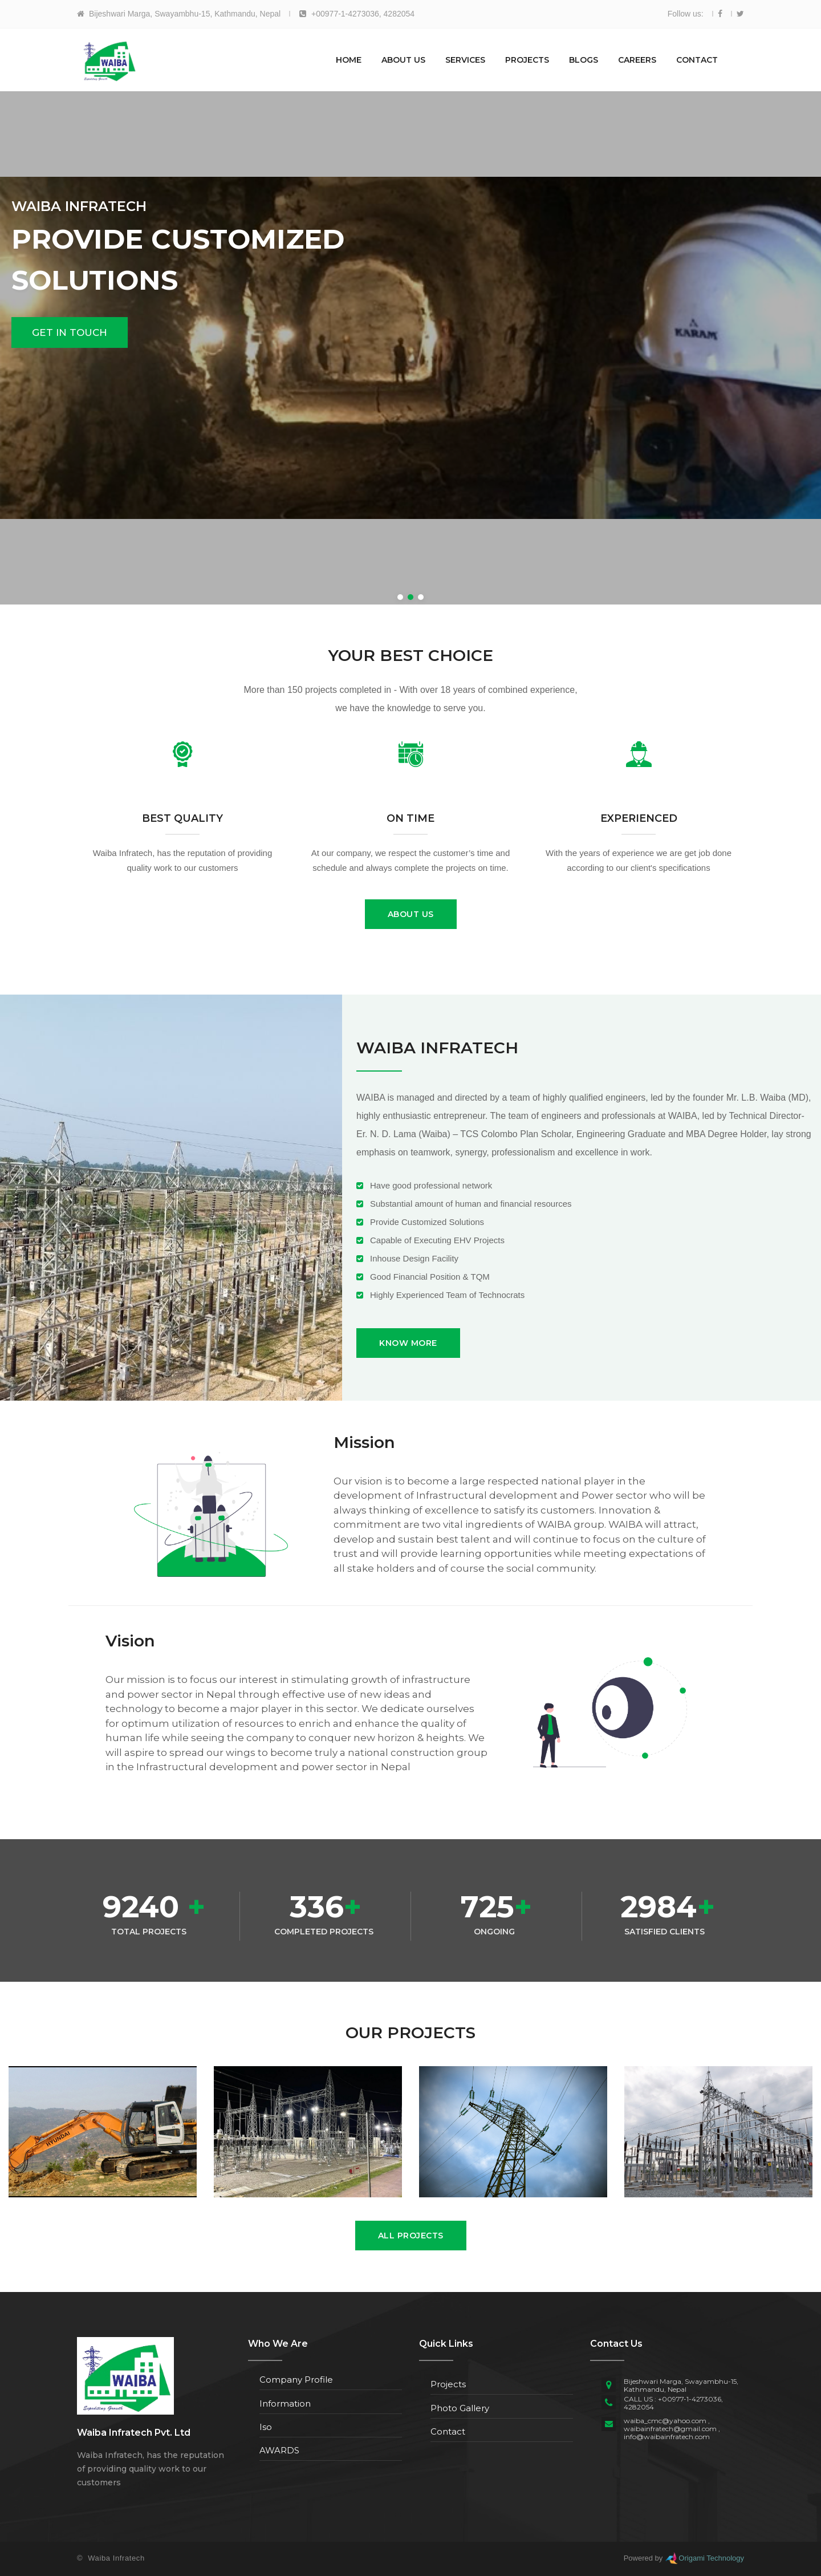 Bijeshwari Marga, Swayambhu-15, Kathmandu, Nepal
+00977-1-4273036, 4282054
Follow us:
WAIBA
HOME
ABOUT US
SERVICES
PROJECTS
BLOGS
CAREERS
CONTACT
WAIBA INFRATECH
PROVIDE CUSTOMIZED
SOLUTIONS
GET IN TOUCH
KARAM
YOUR BEST CHOICE
More than 150 projects completed in - With over 18 years of combined experience,
we have the knowledge to serve you.
BEST QUALITY
Waiba Infratech, has the reputation of providing
quality work to our customers
ON TIME
At our company, we respect the customer's time and
schedule and always complete the projects on time.
EXPERIENCED
With the years of experience we are get job done
according to our client's specifications
ABOUT US
WAIBA INFRATECH
WAIBA is managed and directed by a team of highly qualified engineers, led by the founder Mr. L.B. Waiba (MD),
highly enthusiastic entrepreneur. The team of engineers and professionals at WAIBA, led by Technical Director-
Er. N. D. Lama (Waiba) – TCS Colombo Plan Scholar, Engineering Graduate and MBA Degree Holder, lay strong
emphasis on teamwork, synergy, professionalism and excellence in work.
Have good professional network
Substantial amount of human and financial resources
Provide Customized Solutions
Capable of Executing EHV Projects
Inhouse Design Facility
Good Financial Position & TQM
Highly Experienced Team of Technocrats
KNOW MORE
Mission
Our vision is to become a large respected national player in the
development of Infrastructural development and Power sector who will be
always thinking of excellence to satisfy its customers. Innovation &
commitment are two vital ingredients of WAIBA group. WAIBA will attract,
develop and sustain best talent and will continue to focus on the culture of
trust and will provide learning opportunities while meeting expectations of
all stake holders and of course the social community.
Vision
Our mission is to focus our interest in stimulating growth of infrastructure
and power sector in Nepal through effective use of new ideas and
technology to become a major player in this sector. We dedicate ourselves
for optimum utilization of resources to enrich and enhance the quality of
human life while seeing the company to conquer new horizon & heights. We
will aspire to spread our wings to become truly a national construction group
in the Infrastructural development and power sector in Nepal
9240 +
TOTAL PROJECTS
336+
COMPLETED PROJECTS
725+
ONGOING
2984+
SATISFIED CLIENTS
OUR PROJECTS
HYUNDAI
ALL PROJECTS
WAIBA
Expediting Growth
Waiba Infratech Pvt. Ltd
Waiba Infratech, has the reputation
of providing quality work to our
customers
Who We Are
Company Profile
Information
Iso
AWARDS
Quick Links
Projects
Photo Gallery
Contact
Contact Us
Bijeshwari Marga, Swayambhu-15,
Kathmandu, Nepal
CALL US : +00977-1-4273036,
4282054
waiba_cmc@yahoo.com ,
waibainfratech@gmail.com ,
info@waibainfratech.com
© Waiba Infratech
Powered by Origami Technology